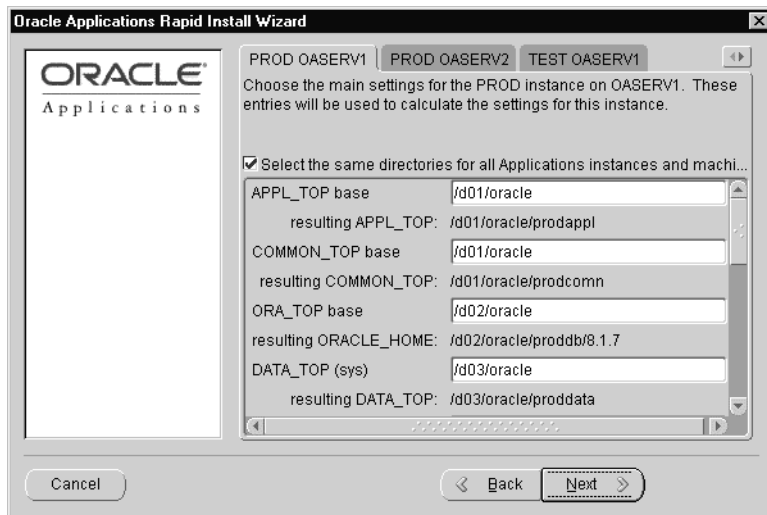 Oracle Applications Rapid Install Wizard
ORACLE®
Applications
PROD OASERV1 PROD OASERV2 TEST OASERV1
Choose the main settings for the PROD instance on OASERV1. These
entries will be used to calculate the settings for this instance.
Select the same directories for all Applications instances and machi...
APPL_TOP base /d01/oracle
resulting APPL_TOP: /d01/oracle/prodappl
COMMON_TOP base /d01/oracle
resulting COMMON_TOP: /d01/oracle/prodcomn
ORA_TOP base /d02/oracle
resulting ORACLE_HOME: /d02/oracle/proddb/8.1.7
DATA_TOP (sys) /d03/oracle
resulting DATA_TOP: /d03/oracle/proddata
Cancel Back Next